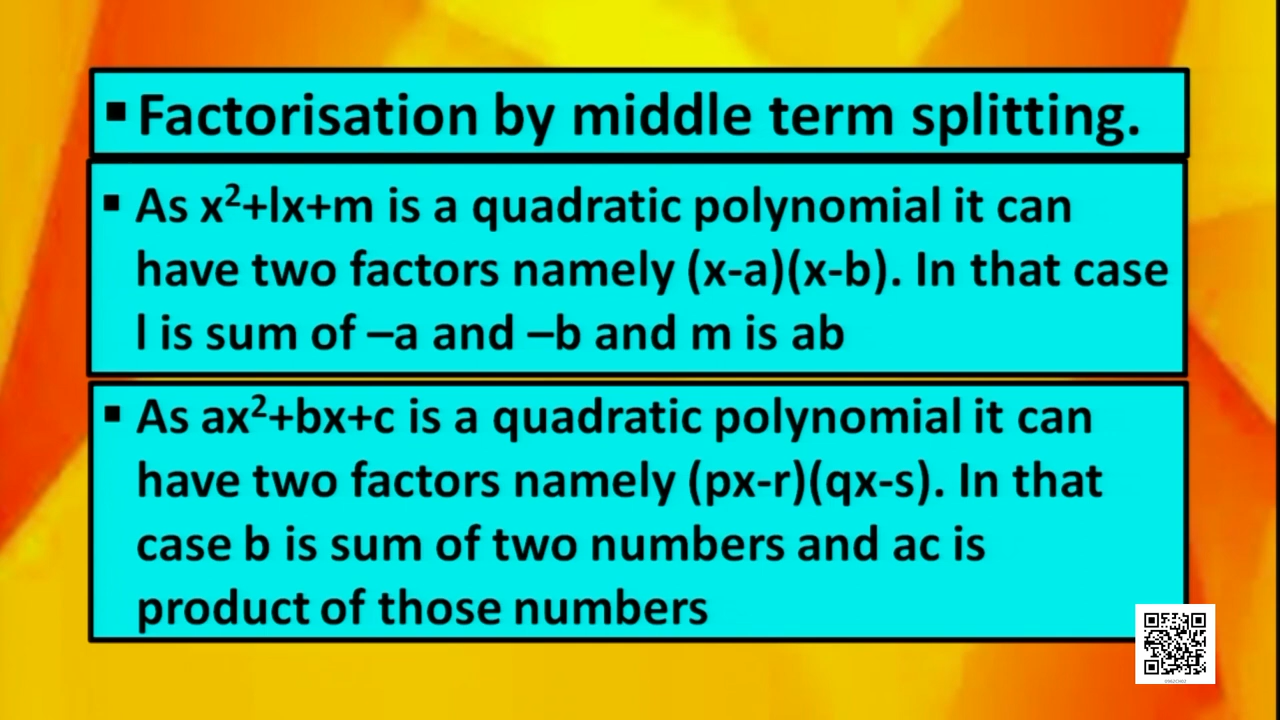 ▪ Factorisation by middle term splitting.
▪ As x²+lx+m is a quadratic polynomial it can
have two factors namely (x-a)(x-b). In that case
l is sum of –a and –b and m is ab
▪ As ax²+bx+c is a quadratic polynomial it can
have two factors namely (px-r)(qx-s). In that
case b is sum of two numbers and ac is
product of those numbers